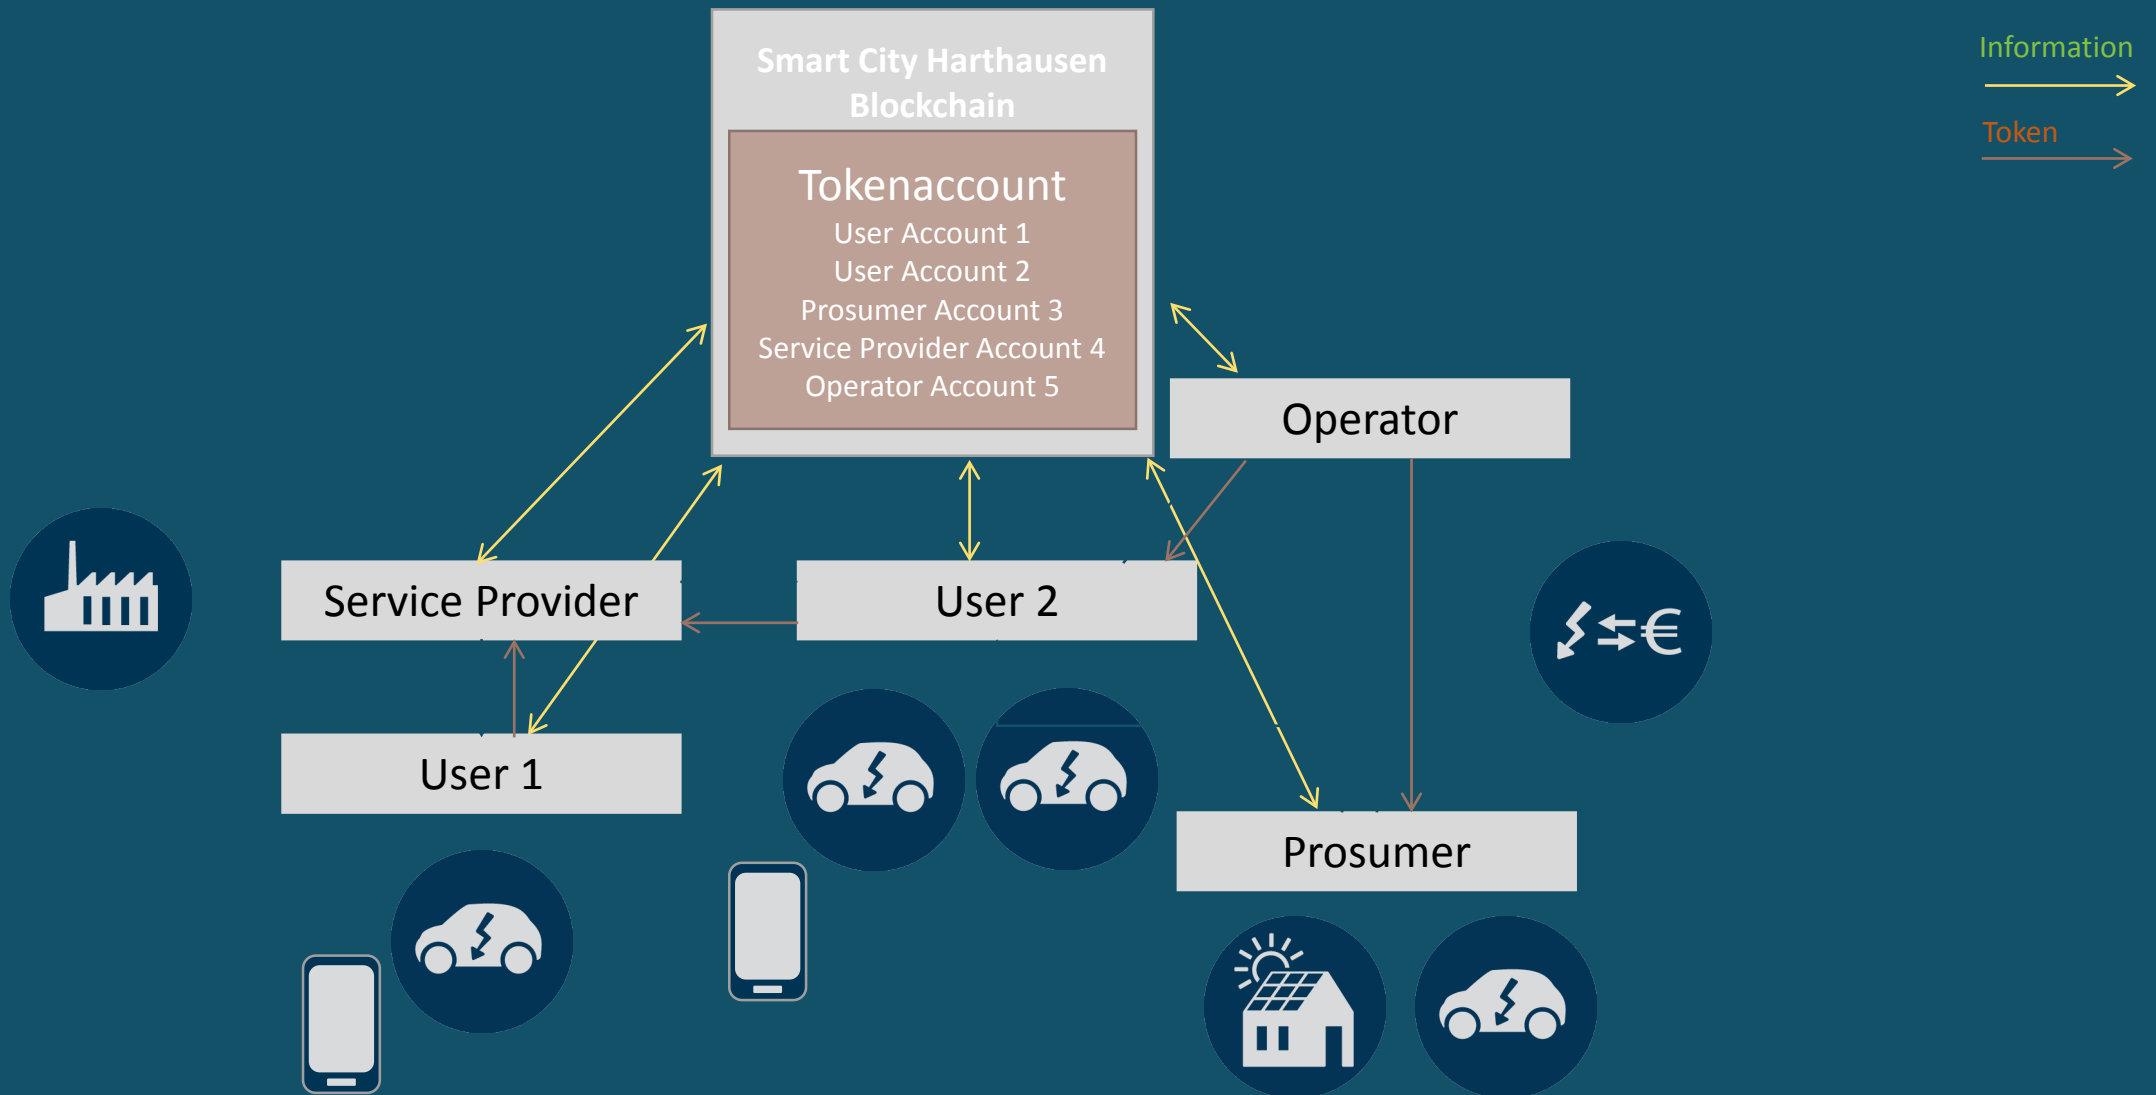 Smart City Harthausen
Blockchain
Tokenaccount
User Account 1
User Account 2
Prosumer Account 3
Service Provider Account 4
Operator Account 5
Information
Token
Operator
Service Provider
User 2
User 1
Prosumer
€